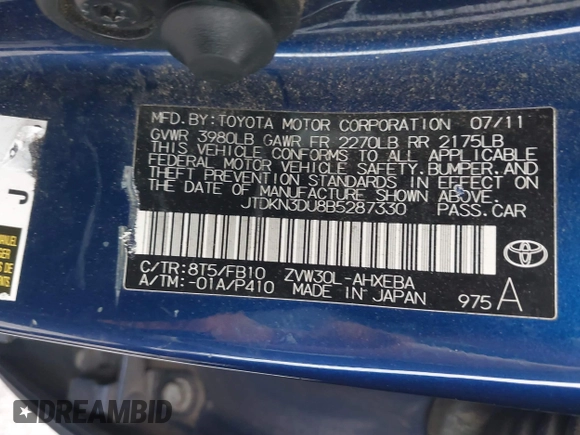 MFD. BY: TOYOTA MOTOR CORPORATION 07/11
GVWR 3980LB GAWR FR 2270LB RR 2175LB
THIS VEHICLE CONFORMS TO ALL APPLICABLE
FEDERAL MOTOR VEHICLE SAFETY, BUMPER, AND
THEFT PREVENTION STANDARDS IN EFFECT ON
THE DATE OF MANUFACTURE SHOWN ABOVE.
JTDKN3DU8B5287330 PASS. CAR
C/TR: 8T5/FB10 ZVW30L-AHXEBA
A/TM: -01A/P410 MADE IN JAPAN 975 A
TOYOTA
J
DREAMBID